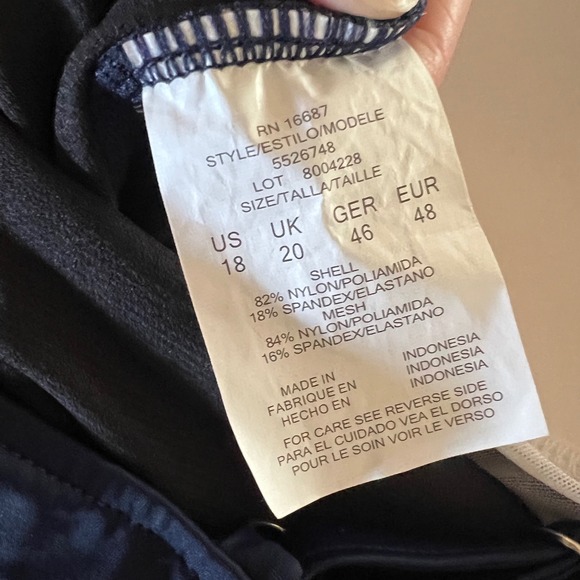 RN 16687
STYLE/ESTILO/MODELE
5526748
LOT 8004228
SIZE/TALLA/TAILLE
US UK GER EUR
18 20 46 48
SHELL
82% NYLON/POLIAMIDA
18% SPANDEX/ELASTANO
MESH
84% NYLON/POLIAMIDA
16% SPANDEX/ELASTANO
MADE IN INDONESIA
FABRIQUE EN INDONESIA
HECHO EN INDONESIA
FOR CARE SEE REVERSE SIDE
PARA EL CUIDADO VEA EL DORSO
POUR LE SOIN VOIR LE VERSO